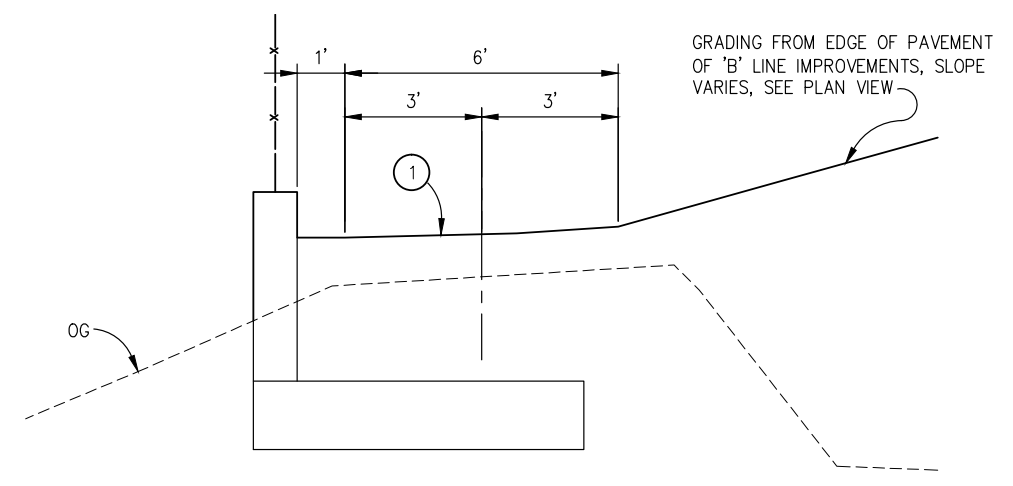 GRADING FROM EDGE OF PAVEMENT
OF 'B' LINE IMPROVEMENTS, SLOPE
VARIES, SEE PLAN VIEW
1'
6'
3'
3'
1
OG